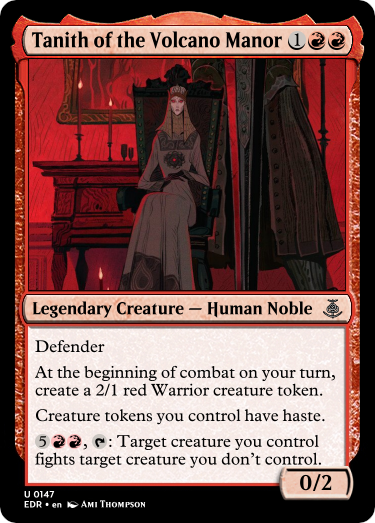 Tanith of the Volcano Manor 1
Legendary Creature — Human Noble
Defender
At the beginning of combat on your turn,
create a 2/1 red Warrior creature token.
Creature tokens you control have haste.
5, : Target creature you control
fights target creature you don't control.
0/2
U 0147
EDR • en Ami Thompson